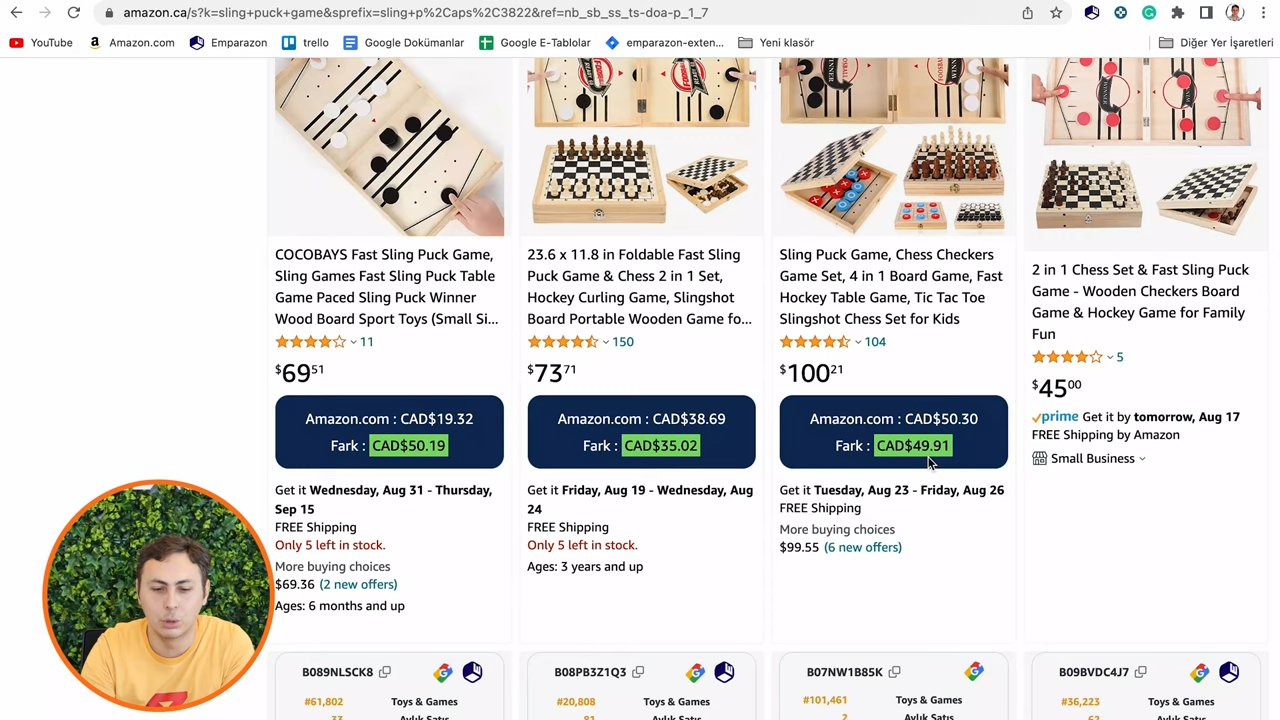 amazon.ca/s?k=sling+puck+game&sprefix=sling+p%2Caps%2C3822&ref=nb_sb_ss_ts-doa-p_1_7
YouTube
Amazon.com
Emparazon
trello
Google Dokümanlar
Google E-Tablolar
emparazon-exten...
Yeni klasör
Diğer Yer İşaretleri
COCOBAYS Fast Sling Puck Game,
Sling Games Fast Sling Puck Table
Game Paced Sling Puck Winner
Wood Board Sport Toys (Small Si...
11
$69 51
Amazon.com : CAD$19.32
Fark : CAD$50.19
Get it Wednesday, Aug 31 - Thursday,
Sep 15
FREE Shipping
Only 5 left in stock.
More buying choices
$69.36 (2 new offers)
Ages: 6 months and up
23.6 x 11.8 in Foldable Fast Sling
Puck Game & Chess 2 in 1 Set,
Hockey Curling Game, Slingshot
Board Portable Wooden Game fo...
150
$73 71
Amazon.com : CAD$38.69
Fark : CAD$35.02
Get it Friday, Aug 19 - Wednesday, Aug
24
FREE Shipping
Only 5 left in stock.
Ages: 3 years and up
Sling Puck Game, Chess Checkers
Game Set, 4 in 1 Board Game, Fast
Hockey Table Game, Tic Tac Toe
Slingshot Chess Set for Kids
104
$100 21
Amazon.com : CAD$50.30
Fark : CAD$49.91
Get it Tuesday, Aug 23 - Friday, Aug 26
FREE Shipping
More buying choices
$99.55 (6 new offers)
2 in 1 Chess Set & Fast Sling Puck
Game - Wooden Checkers Board
Game & Hockey Game for Family
Fun
5
$45 00
prime Get it by tomorrow, Aug 17
FREE Shipping by Amazon
Small Business
B089NLSCK8
#61,802 Toys & Games
33 Aylık Satış
B08PB3Z1Q3
#20,808 Toys & Games
81 Aylık Satış
B07NW1B85K
#101,461 Toys & Games
2 Aylık Satış
B09BVDC4J7
#36,223 Toys & Games
62 Aylık Satış